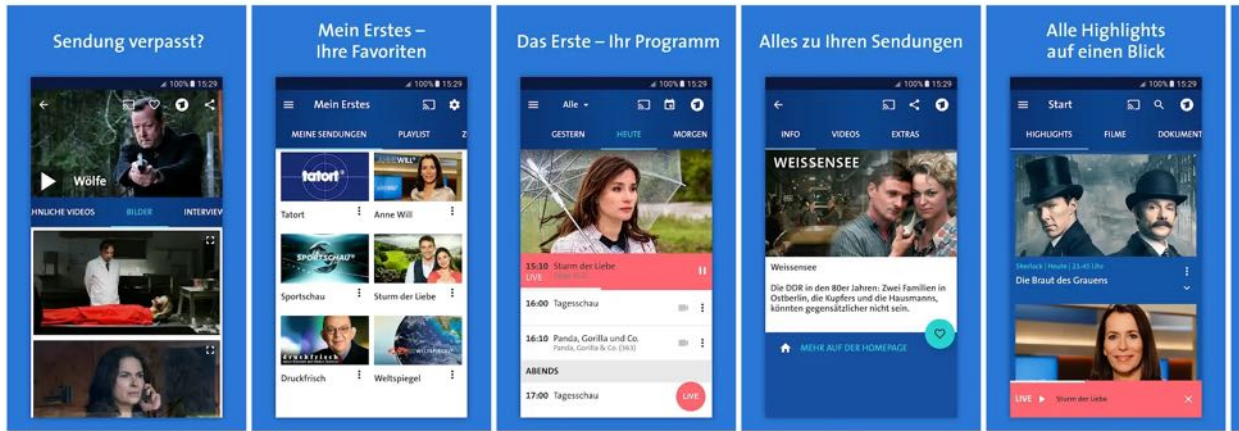 Sendung verpasst?
100% 15:29
Wölfe
HNLICHE VIDEOS BILDER INTERVIEW
Mein Erstes –
Ihre Favoriten
100% 15:29
Mein Erstes
MEINE SENDUNGEN PLAYLIST Z
tatort
ANNE WILL
Tatort Anne Will
SPORTSCHAU
Sportschau Sturm der Liebe
druckfrisch
WELTSPIEGEL
Druckfrisch Weltspiegel
Das Erste – Ihr Programm
100% 15:29
Alle
GESTERN HEUTE MORGEN
15:10 Sturm der Liebe
LIVE
16:00 Tagesschau
16:10 Panda, Gorilla und Co.
Panda, Gorilla & Co. (363)
ABENDS
17:00 Tagesschau
LIVE
Alles zu Ihren Sendungen
100% 15:29
INFO VIDEOS EXTRAS
WEISSENSEE
Weissensee
Die DDR in den 80er Jahren: Zwei Familien in
Ostberlin, die Kupfers und die Hausmanns,
könnten gegensätzlicher nicht sein.
MEHR AUF DER HOMEPAGE
Alle Highlights
auf einen Blick
100% 15:29
Start
HIGHLIGHTS FILME DOKUMENT
Sherlock | Heute | 21:45 Uhr
Die Braut des Grauens
LIVE Sturm der Liebe